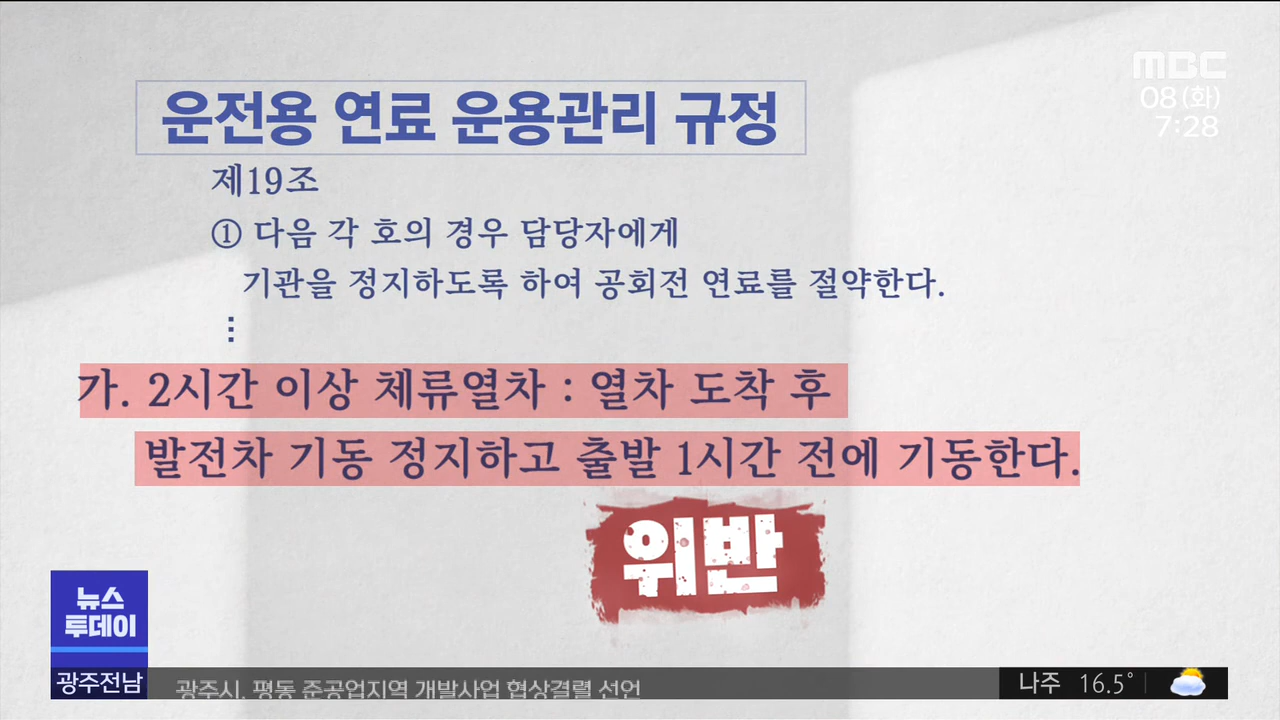 MBC
08(화)
7:28
운전용 연료 운용관리 규정
제19조
① 다음 각 호의 경우 담당자에게
기관을 정지하도록 하여 공회전 연료를 절약한다.
⋮
가. 2시간 이상 체류열차 : 열차 도착 후
발전차 기동 정지하고 출발 1시간 전에 기동한다.
위반
뉴스
투데이
광주전남
광주시, 평동 준공업지역 개발사업 협상결렬 선언
나주 16.5°